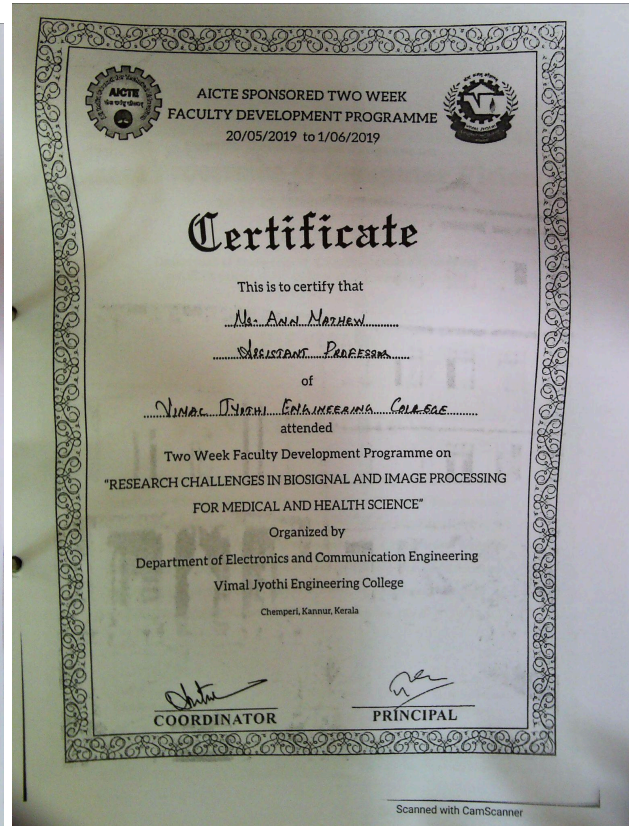 AICTE
AICTE SPONSORED TWO WEEK
FACULTY DEVELOPMENT PROGRAMME
20/05/2019 to 1/06/2019
Certificate
This is to certify that
Ms. ANN MATHEW
ASSISTANT PROFESSOR
of
VIMAL JYOTHI ENGINEERING COLLEGE
attended
Two Week Faculty Development Programme on
"RESEARCH CHALLENGES IN BIOSIGNAL AND IMAGE PROCESSING
FOR MEDICAL AND HEALTH SCIENCE"
Organized by
Department of Electronics and Communication Engineering
Vimal Jyothi Engineering College
Chemperi, Kannur, Kerala
COORDINATOR
PRINCIPAL
Scanned with CamScanner